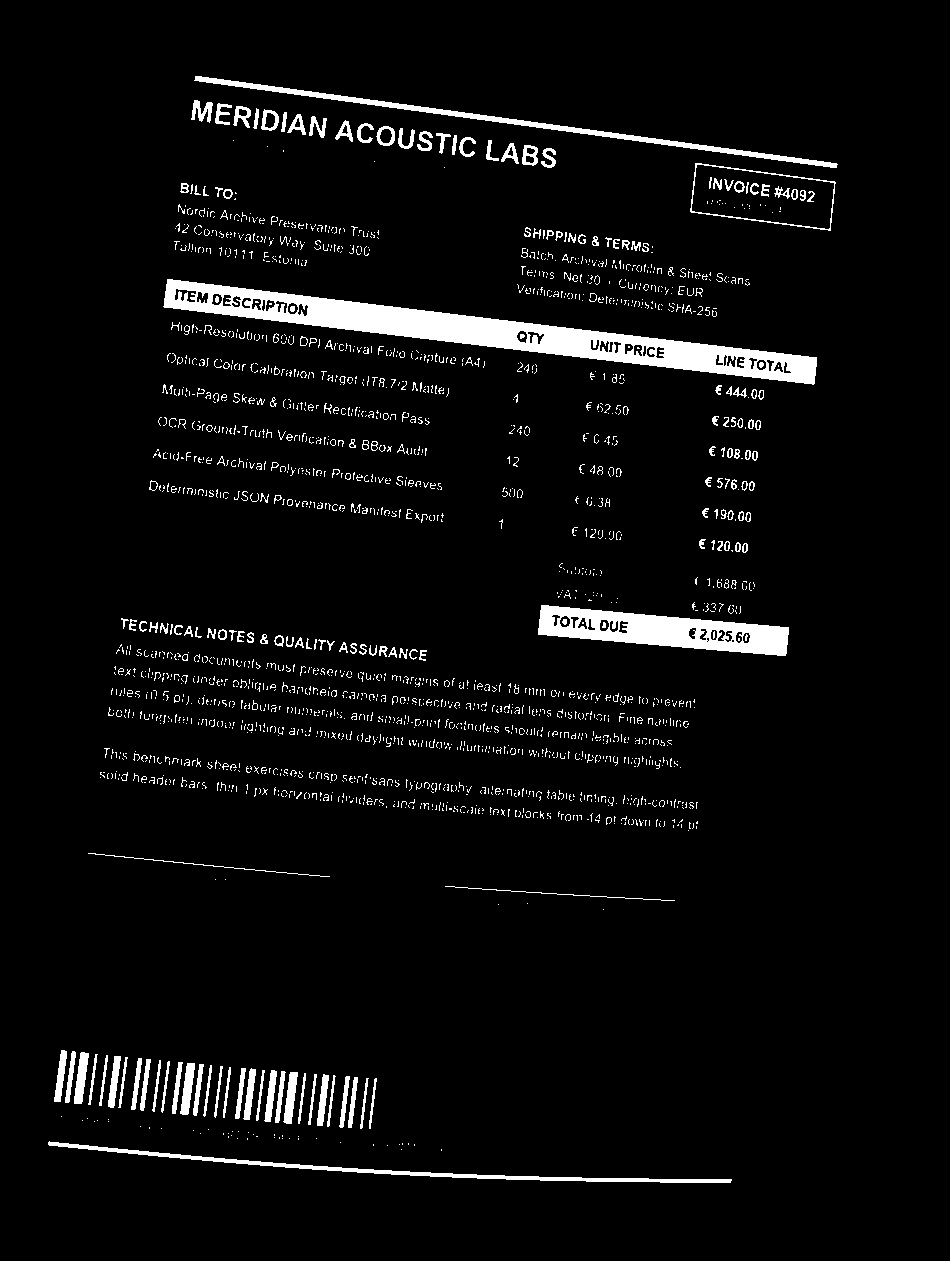 MERIDIAN ACOUSTIC LABS
INVOICE #4092
BILL TO:
Nordic Archive Preservation Trust
42 Conservatory Way, Suite 300
Tallinn 10111, Estonia
SHIPPING & TERMS:
Batch: Archival Microfilm & Sheet Scans
Terms: Net 30 · Currency: EUR
Verification: Deterministic SHA-256
ITEM DESCRIPTION QTY UNIT PRICE LINE TOTAL
High-Resolution 600 DPI Archival Folio Capture (A4) 240 € 1.85 € 444.00
Optical Color Calibration Target (IT8.7/2 Matte) 4 € 62.50 € 250.00
Multi-Page Skew & Gutter Rectification Pass 240 € 0.45 € 108.00
OCR Ground-Truth Verification & BBox Audit 12 € 48.00 € 576.00
Acid-Free Archival Polyester Protective Sleeves 500 € 0.38 € 190.00
Deterministic JSON Provenance Manifest Export 1 € 120.00 € 120.00
Subtotal € 1,688.00
VAT € 337.60
TOTAL DUE € 2,025.60
TECHNICAL NOTES & QUALITY ASSURANCE
All scanned documents must preserve quiet margins of at least 18 mm on every edge to prevent
text clipping under oblique handheld camera perspective and radial lens distortion. Fine hairline
rules (0.5 pt), dense tabular numerals, and small-print footnotes should remain legible across
both tungsten indoor lighting and mixed daylight window illumination without clipping highlights.
This benchmark sheet exercises crisp serif/sans typography, alternating table tinting, high-contrast
solid header bars, thin 1 px horizontal dividers, and multi-scale text blocks from 44 pt down to 14 pt